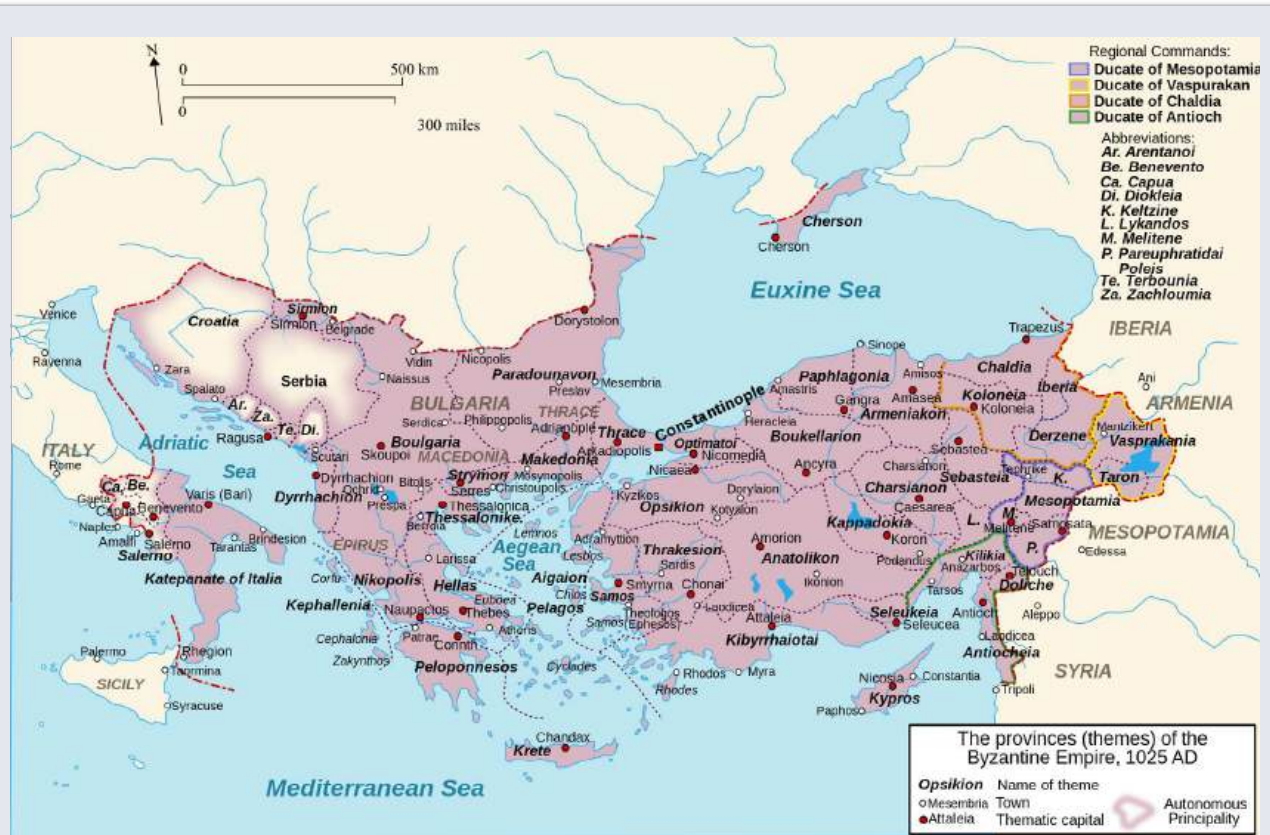 N
0 500 km
0
300 miles
Regional Commands:
Ducate of Mesopotamia
Ducate of Vaspurakan
Ducate of Chaldia
Ducate of Antioch
Abbreviations:
Ar. Arentanoi
Be. Benevento
Ca. Capua
Di. Diokleia
K. Keltzine
L. Lykandos
M. Melitene
P. Pareuphratidai
Poleis
Te. Terbounia
Za. Zachloumia
Cherson
Cherson
Euxine Sea
Venice
Ravenna
Croatia
Sirmion
Sirmion
Belgrade
Dorystolon
Trapezus
IBERIA
Zara
Serbia
Vidin
Nicopolis
Naissus
Paradounavon
Preslav
Mesembria
Sinope
Amisos
Chaldia
Iberia
Ani
ARMENIA
Spalato
Ar.
Za.
Te.
Di.
BULGARIA
THRACE
Serdica
Philippopolis
Constantinople
Amastris
Paphlagonia
Gangra
Amasea
Koloneia
Koloneia
Mantzikert
Vasprakania
ITALY
Rome
Adriatic
Sea
Ragusa
Scutari
Boulgaria
Skoupoi
MACEDONIA
Adrianople
Thrace
Arkadiopolis
Makedonia
Mosynopolis
Heracleia
Optimatoi
Nicomedia
Nicaea
Boukellarion
Armeniakon
Sebastea
Derzene
Taron
Ca.
Be.
Gaeta
Capua
Benevento
Naples
Amalfi
Salerno
Salerno
Varis (Bari)
Tarantas
Brindesion
Katepanate of Italia
Dyrrhachion
Dyrrhachion
Ohrid
Bitolis
Prespa
Strymon
Serres
Christoupolis
Thessalonica
Thessalonike.
Berroia
Lemnos
Kyzikos
Opsikion
Dorylaion
Kotyaion
Ancyra
Charsianon
Charsianon
Caesarea
Sebasteia
Tephrike
K.
Mesopotamia
MESOPOTAMIA
EPIRUS
Corfu
Nikopolis
Larissa
Hellas
Aegean
Sea
Adramyttion
Lesbos
Thrakesion
Sardis
Amorion
Anatolikon
Kappadokia
Koron
L.
M.
Melitene
Samosata
P.
Edessa
Kephallenia
Naupactos
Euboea
Thebes
Aigaion
Pelagos
Chios
Samos
Smyrna
Chonai
Ikonion
Podandus
Kilikia
Anazarbos
Telouch
Doliche
Tarsos
Antioch
Aleppo
Cephalonia
Zakynthos
Patrae
Corinth
Athens
Peloponnesos
Samos
Theologos
(Ephesos)
Laodicea
Attaleia
Kibyrrhaiotai
Seleukeia
Seleucea
Laodicea
Antiocheia
SYRIA
Palermo
SICILY
Rhegion
Taormina
Syracuse
Cyclades
Rhodes
Rhodos
Myra
Nicosia
Constantia
Kypros
Paphos
Tripoli
Chandax
Krete
Mediterranean Sea
The provinces (themes) of the
Byzantine Empire, 1025 AD
Opsikion Name of theme
Mesembria Town
Attaleia Thematic capital
Autonomous
Principality